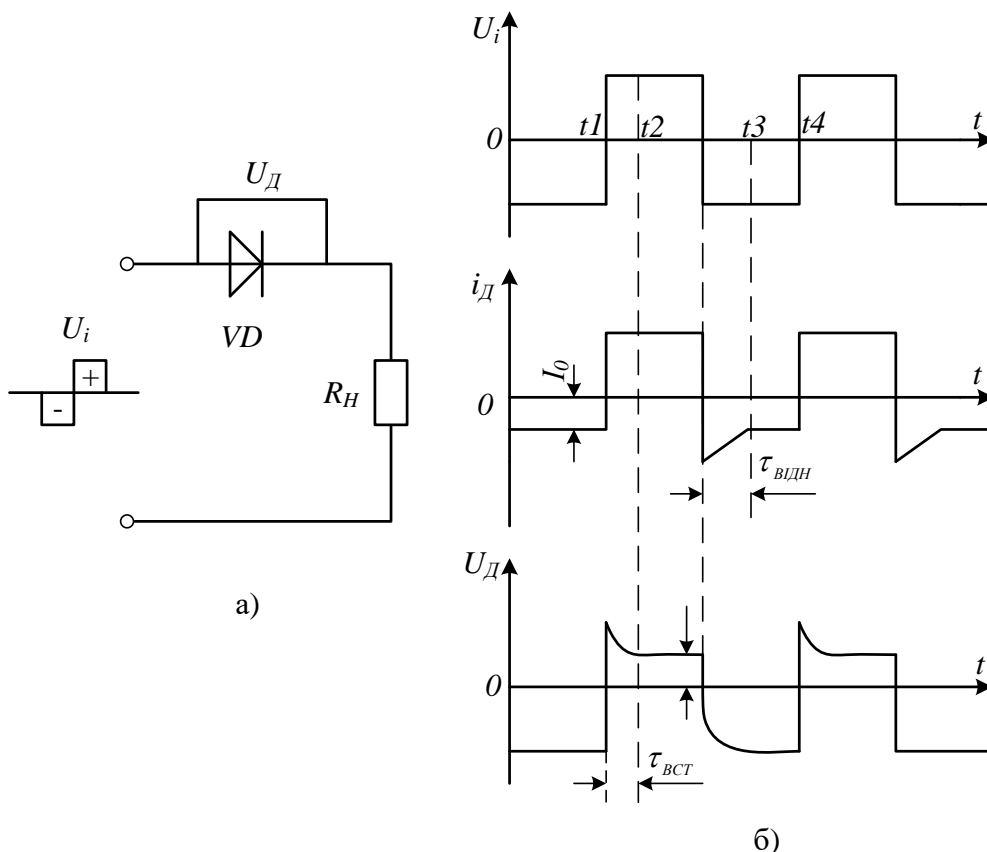 U_Д
VD
U_i
+
-
R_H
а)
U_i
t1
t2
t3
t4
t
0
i_Д
I_0
t
0
τ_ВІДН
U_Д
t
0
τ_ВСТ
б)